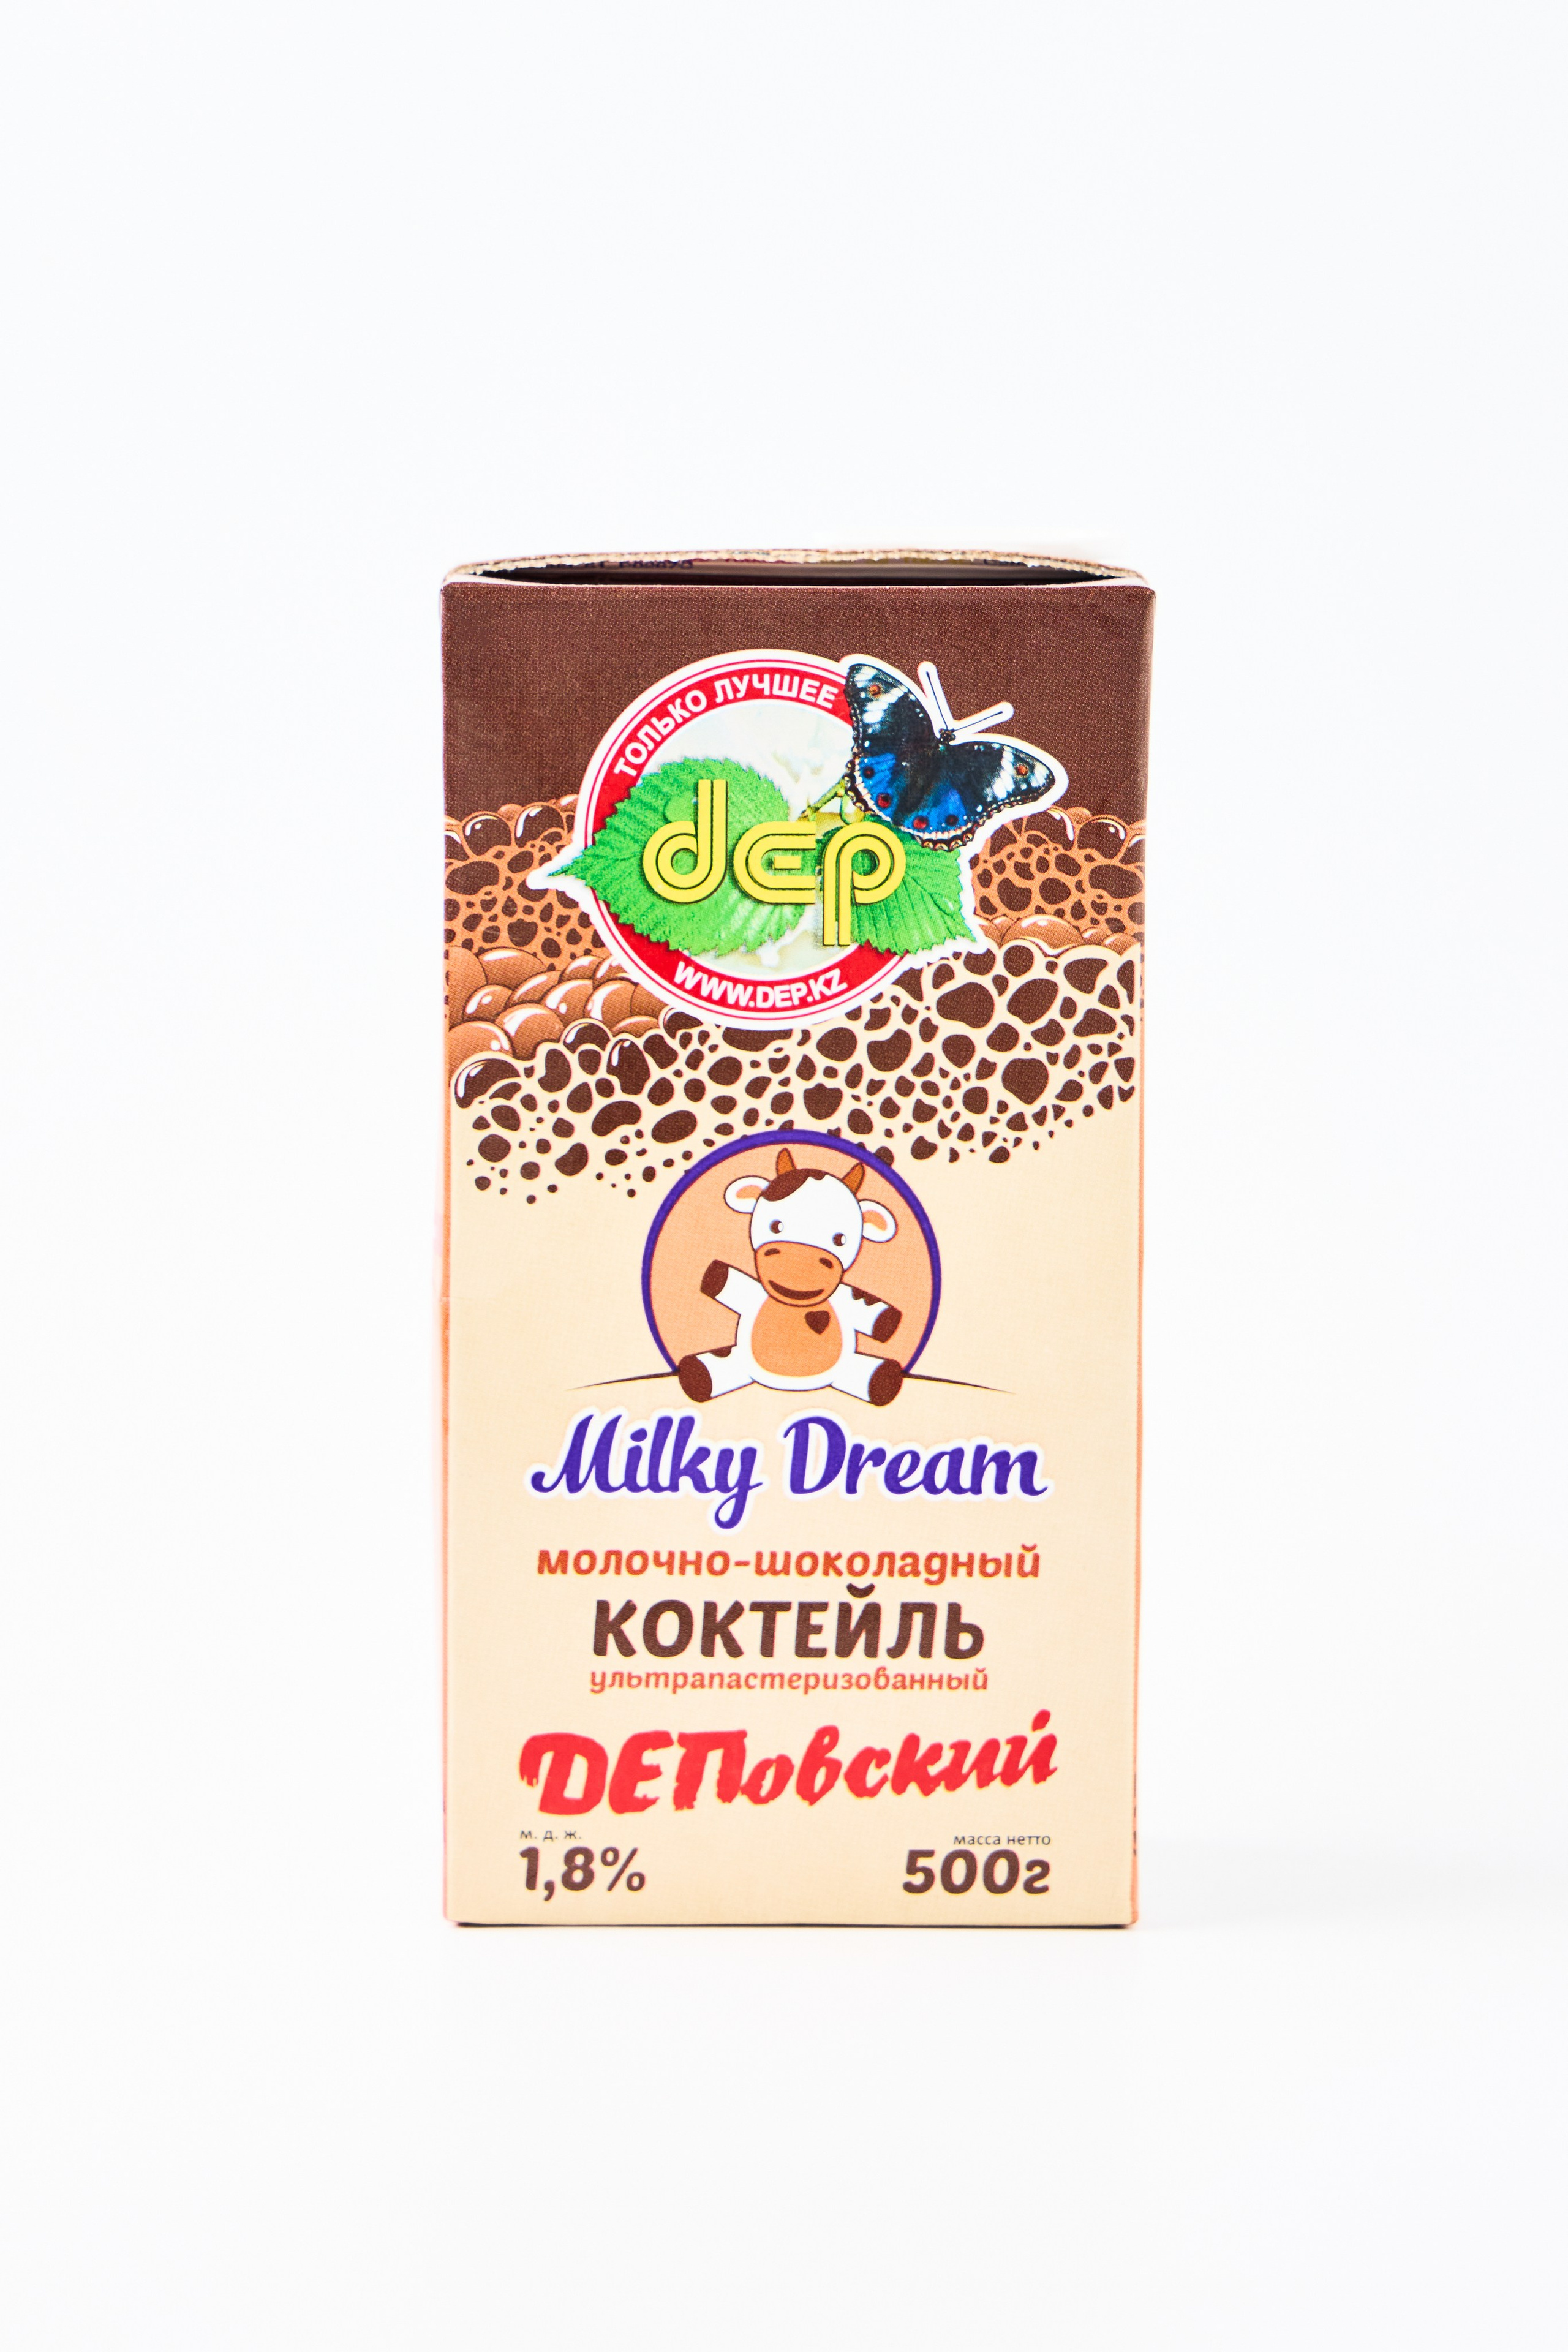 ТОЛЬКО ЛУЧШЕЕ
dep
WWW.DEP.KZ
Milky Dream
молочно-шоколадный
КОКТЕЙЛЬ
ультрапастеризованный
ДЕПовский
м. д. ж.
1,8%
масса нетто
500г